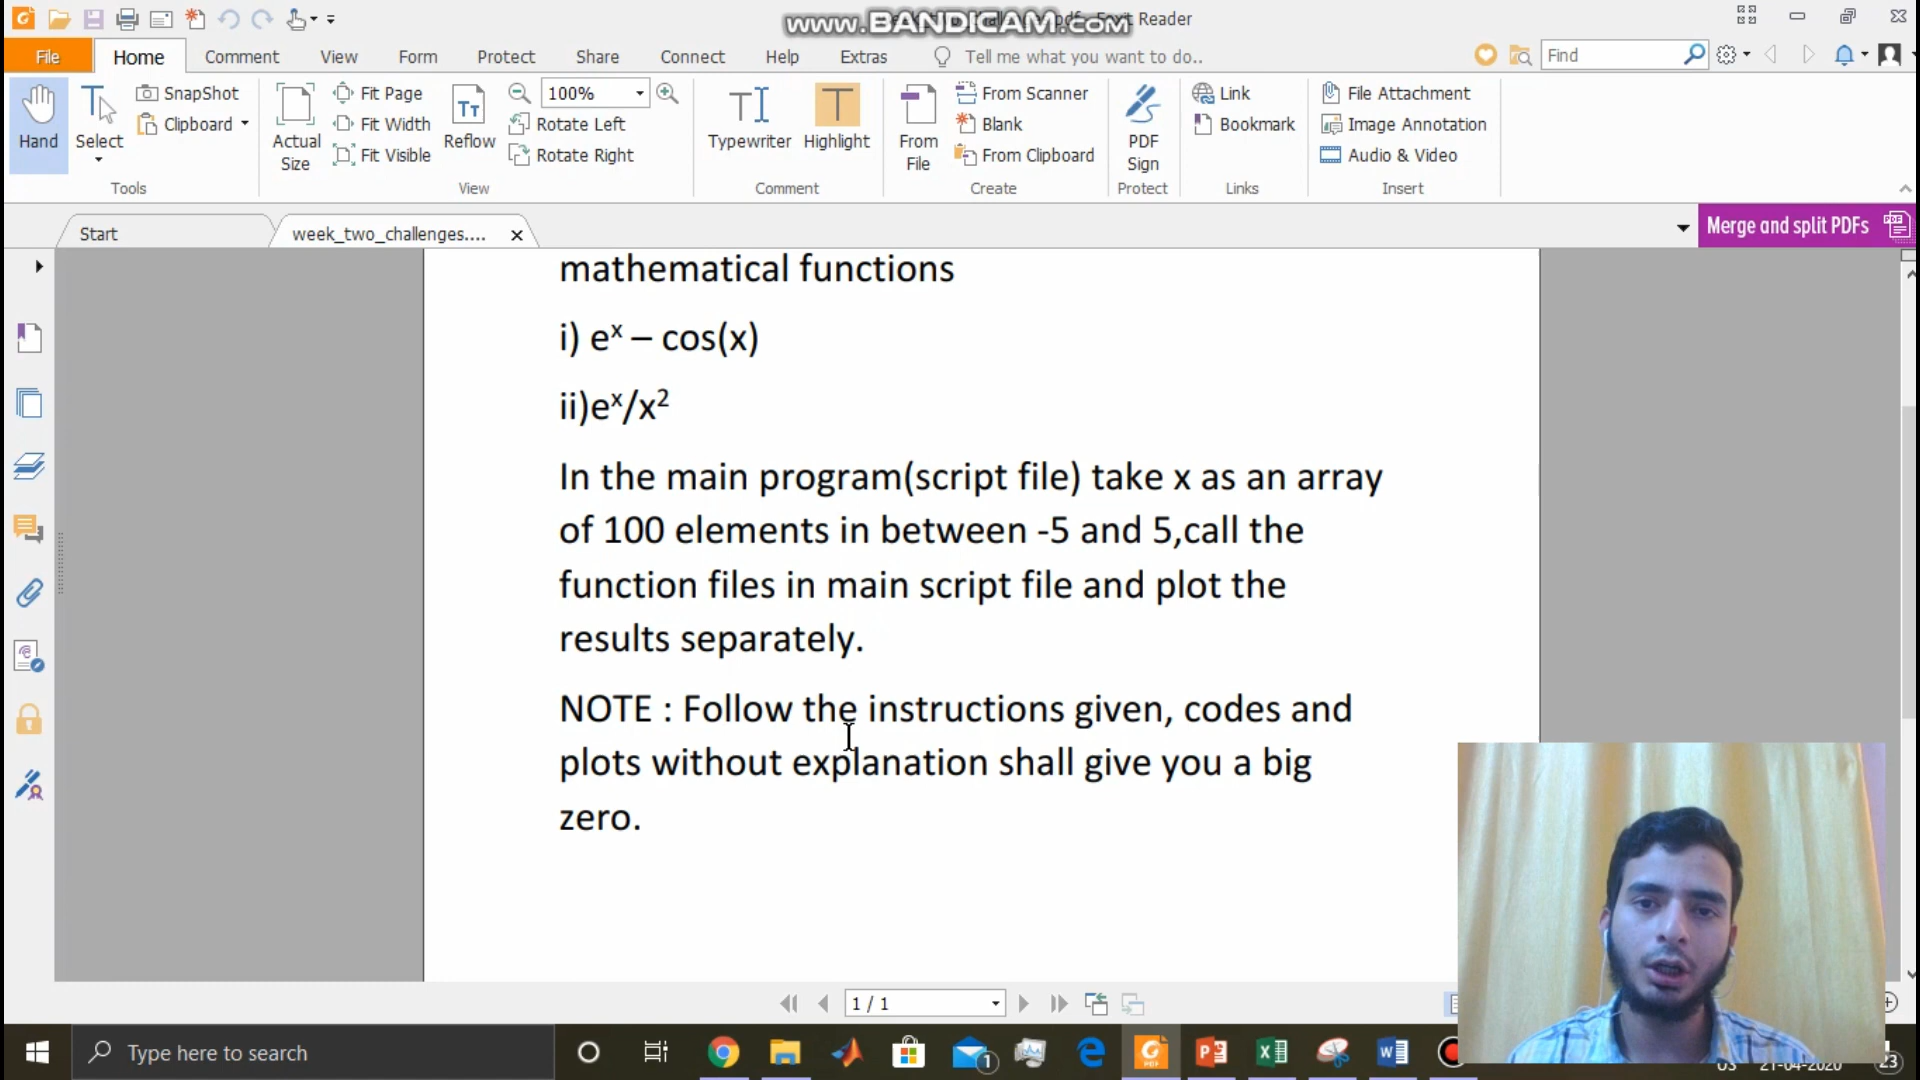 www.BANDICAM.com
Reader
File
Home
Comment
View
Form
Protect
Share
Connect
Help
Extras
Tell me what you want to do..
Find
Hand
Select
SnapShot
Clipboard
Tools
Actual Size
Fit Page
Fit Width
Fit Visible
Reflow
100%
Rotate Left
Rotate Right
View
Typewriter
Highlight
Comment
From File
From Scanner
Blank
From Clipboard
Create
PDF Sign
Protect
Link
Bookmark
Links
File Attachment
Image Annotation
Audio & Video
Insert
Start
week_two_challenges....
Merge and split PDFs
mathematical functions
i) eˣ – cos(x)
ii)eˣ/x²
In the main program(script file) take x as an array
of 100 elements in between -5 and 5,call the
function files in main script file and plot the
results separately.
NOTE : Follow the instructions given, codes and
plots without explanation shall give you a big
zero.
1 / 1
Type here to search
1
21-04-2020
23